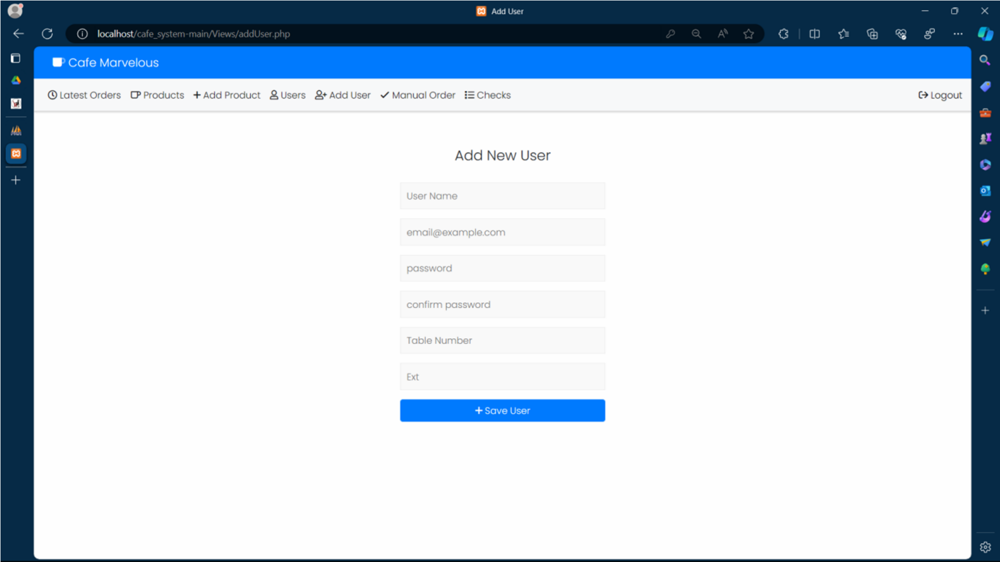 Add User
localhost/cafe_system-main/Views/addUser.php
Cafe Marvelous
Latest Orders Products + Add Product Users Add User Manual Order Checks Logout
Add New User
User Name
email@example.com
password
confirm password
Table Number
Ext
+ Save User